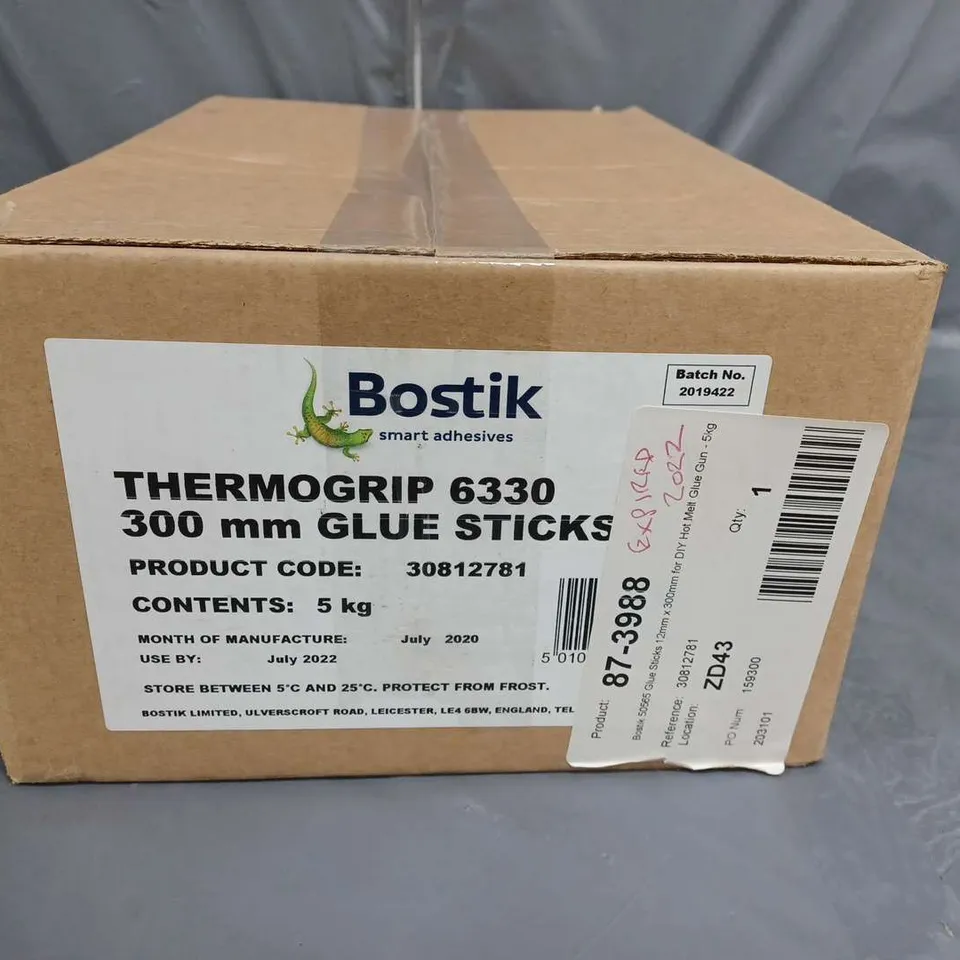 Bostik
smart adhesives
Batch No.
2019422
THERMOGRIP 6330
300 mm GLUE STICKS
PRODUCT CODE: 30812781
CONTENTS: 5 kg
MONTH OF MANUFACTURE: July 2020
USE BY: July 2022
STORE BETWEEN 5°C AND 25°C. PROTECT FROM FROST.
BOSTIK LIMITED, ULVERSCROFT ROAD, LEICESTER, LE4 6BW, ENGLAND, TEL
5 010
EXPIRED
2022
Product: 87-3988
Bostik 50565 Glue Sticks 12mm x 300mm for DIY Hot Melt Glue Gun - 5kg
Reference: 30812781
Qty: 1
Location: ZD43
PO Num 159300
203101